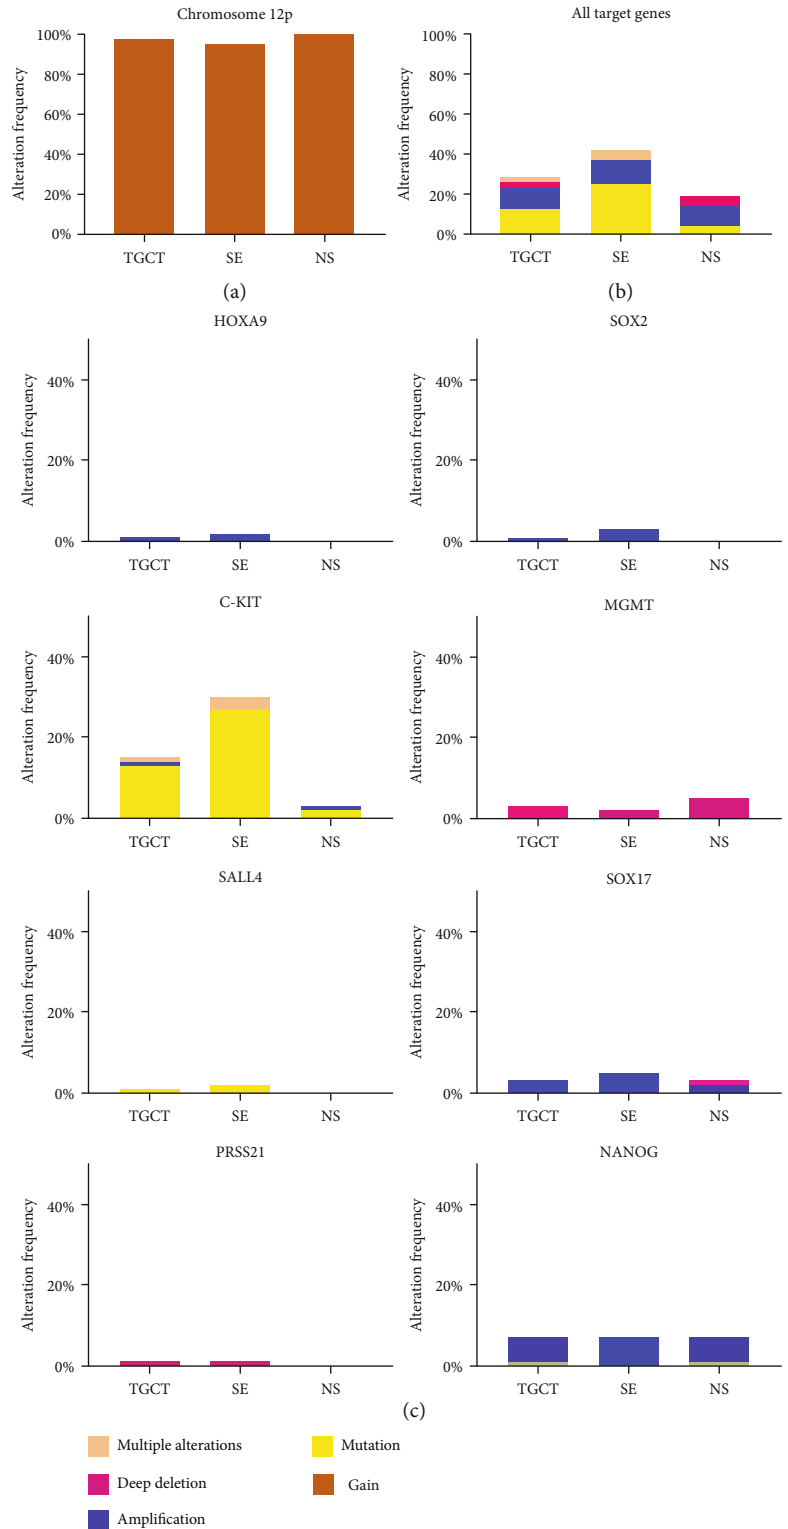 Chromosome 12p
Alteration frequency
100%
80%
60%
40%
20%
0%
TGCT SE NS
(a)
All target genes
Alteration frequency
100%
80%
60%
40%
20%
0%
TGCT SE NS
(b)
HOXA9
Alteration frequency
40%
20%
0%
TGCT SE NS
SOX2
Alteration frequency
40%
20%
0%
TGCT SE NS
C-KIT
Alteration frequency
40%
20%
0%
TGCT SE NS
MGMT
Alteration frequency
40%
20%
0%
TGCT SE NS
SALL4
Alteration frequency
40%
20%
0%
TGCT SE NS
SOX17
Alteration frequency
40%
20%
0%
TGCT SE NS
PRSS21
Alteration frequency
40%
20%
0%
TGCT SE NS
NANOG
Alteration frequency
40%
20%
0%
TGCT SE NS
(c)
Multiple alterations
Deep deletion
Amplification
Mutation
Gain